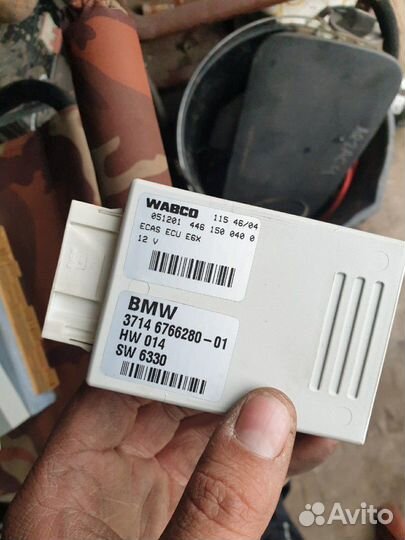 WABCO 115 46/04
051201 446 150 040 0
ECAS ECU E6X
12 V
BMW
3714 6766280-01
HW 014
SW 6330
Avito